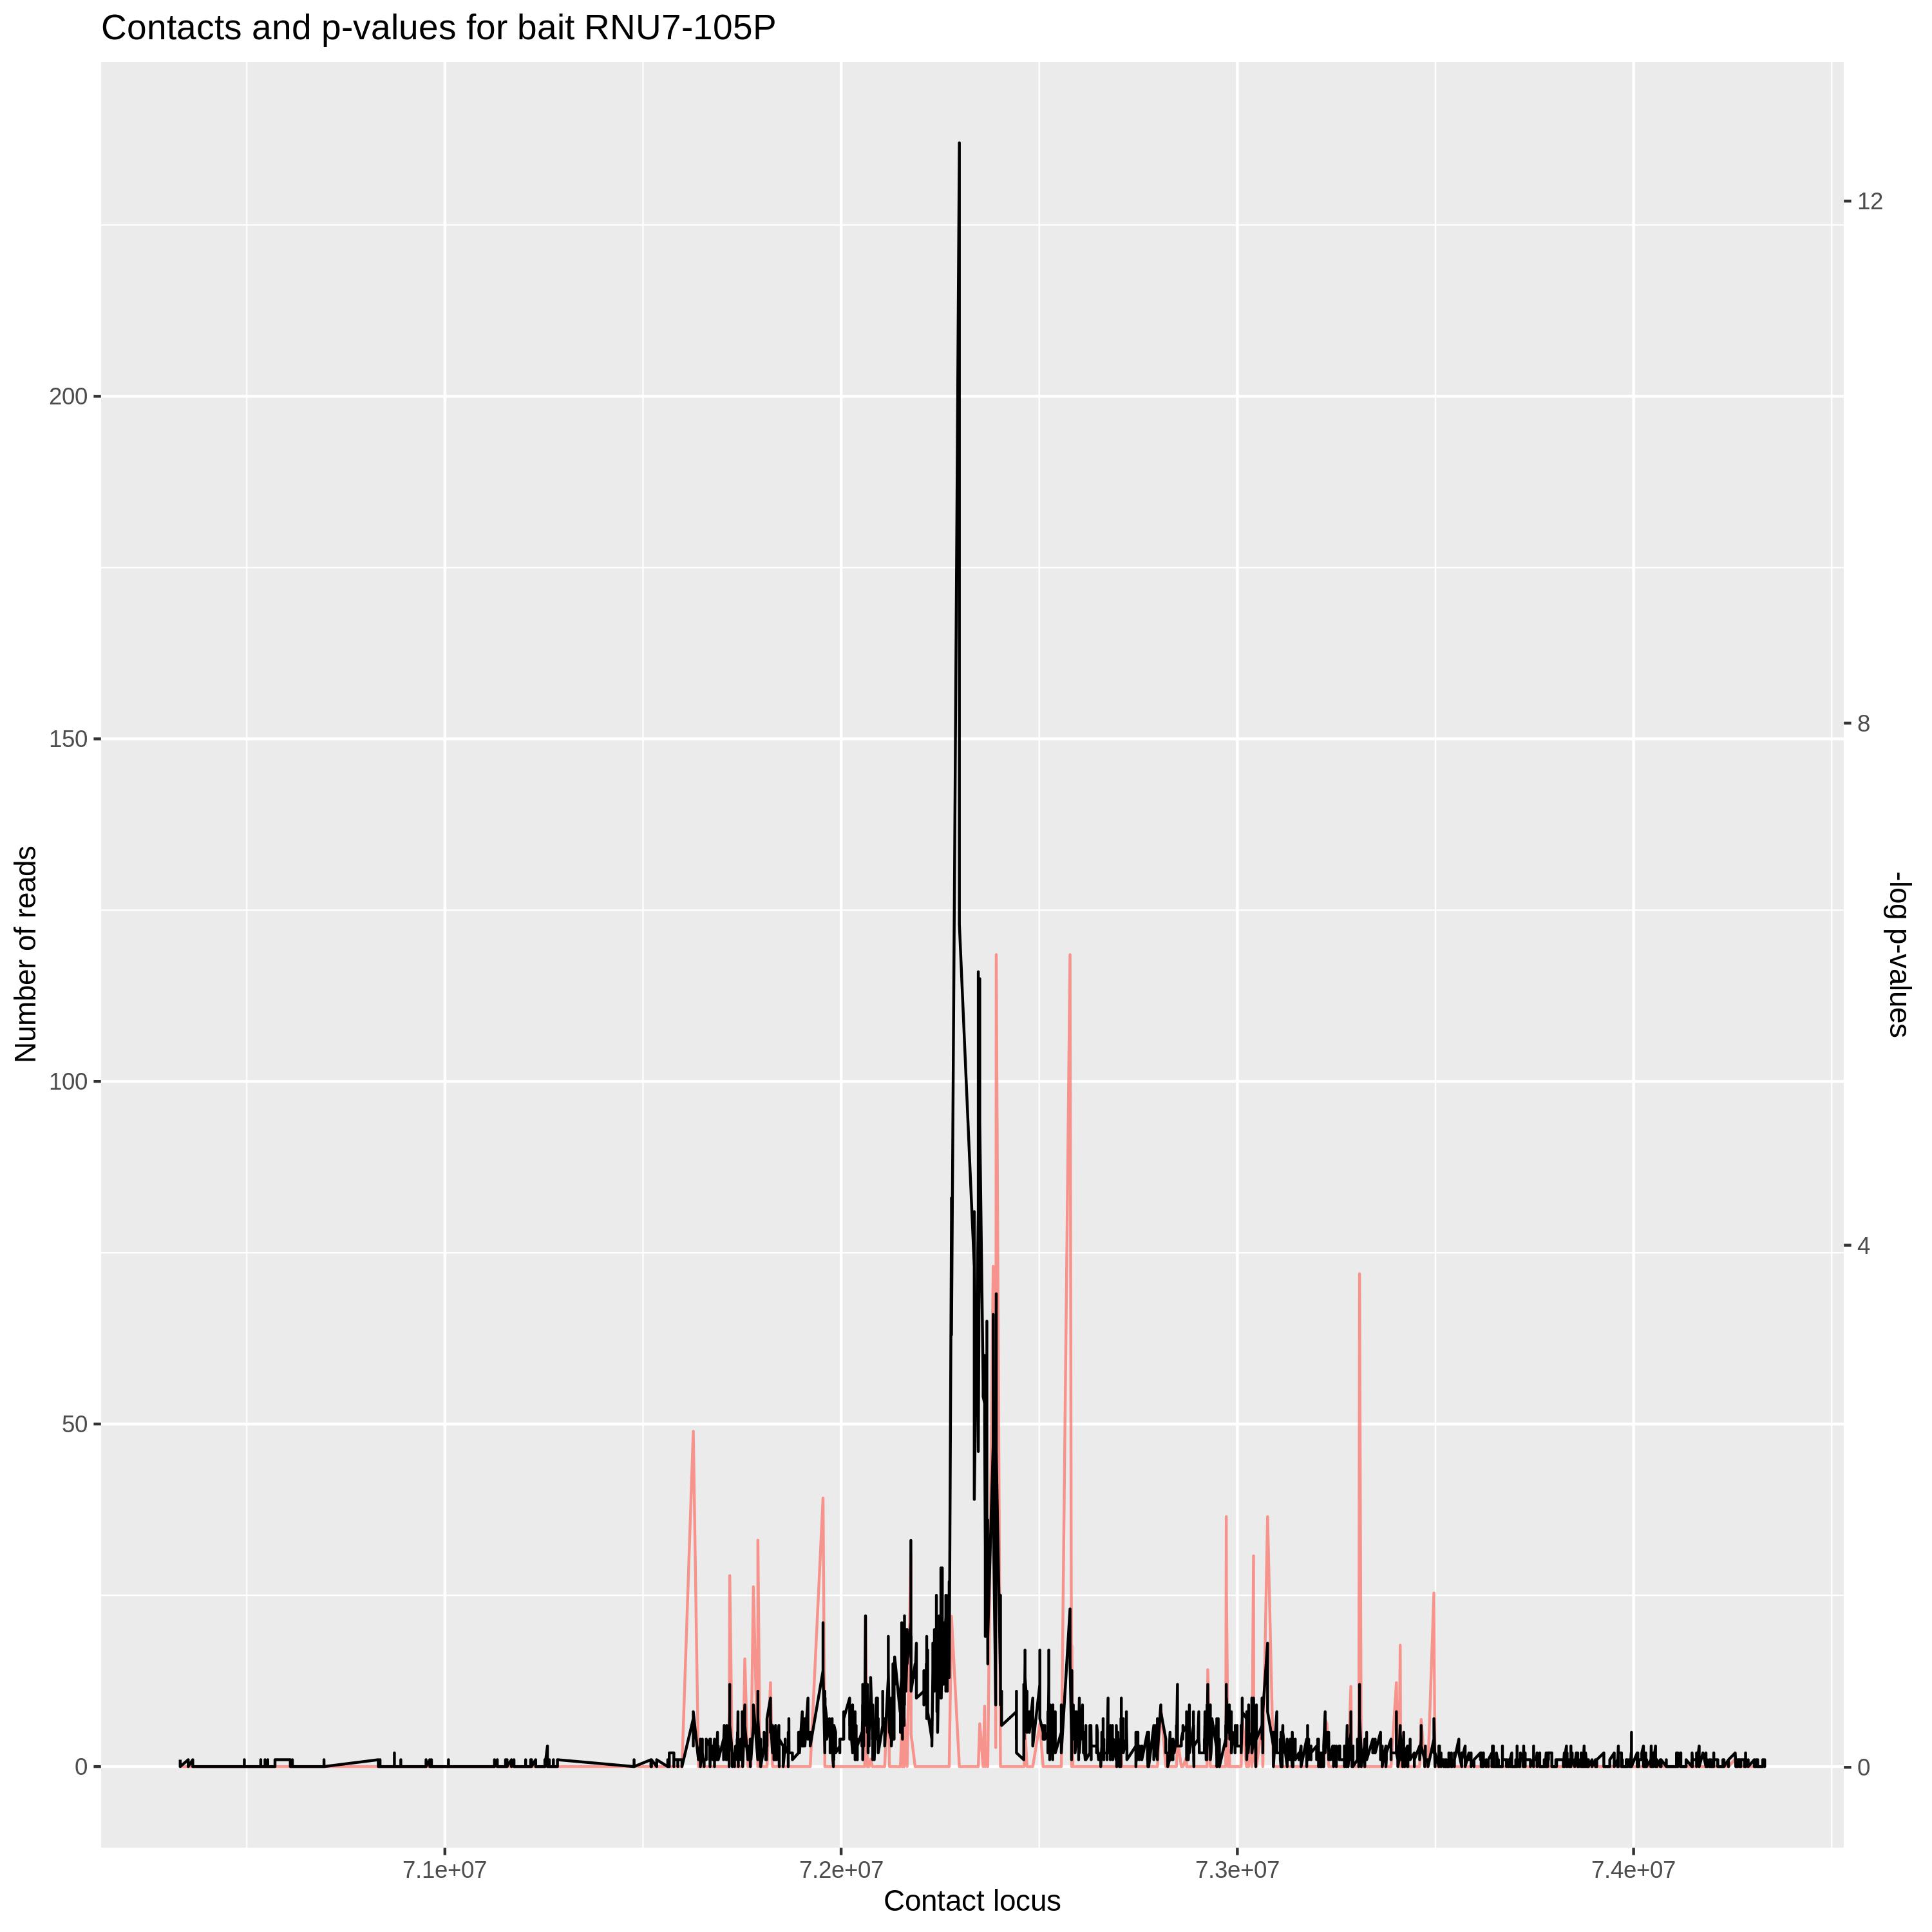 Contacts and p-values for bait RNU7-105P
200
150
100
50
0
Number of reads
12
8
4
0
-log p-values
7.1e+07
7.2e+07
7.3e+07
7.4e+07
Contact locus